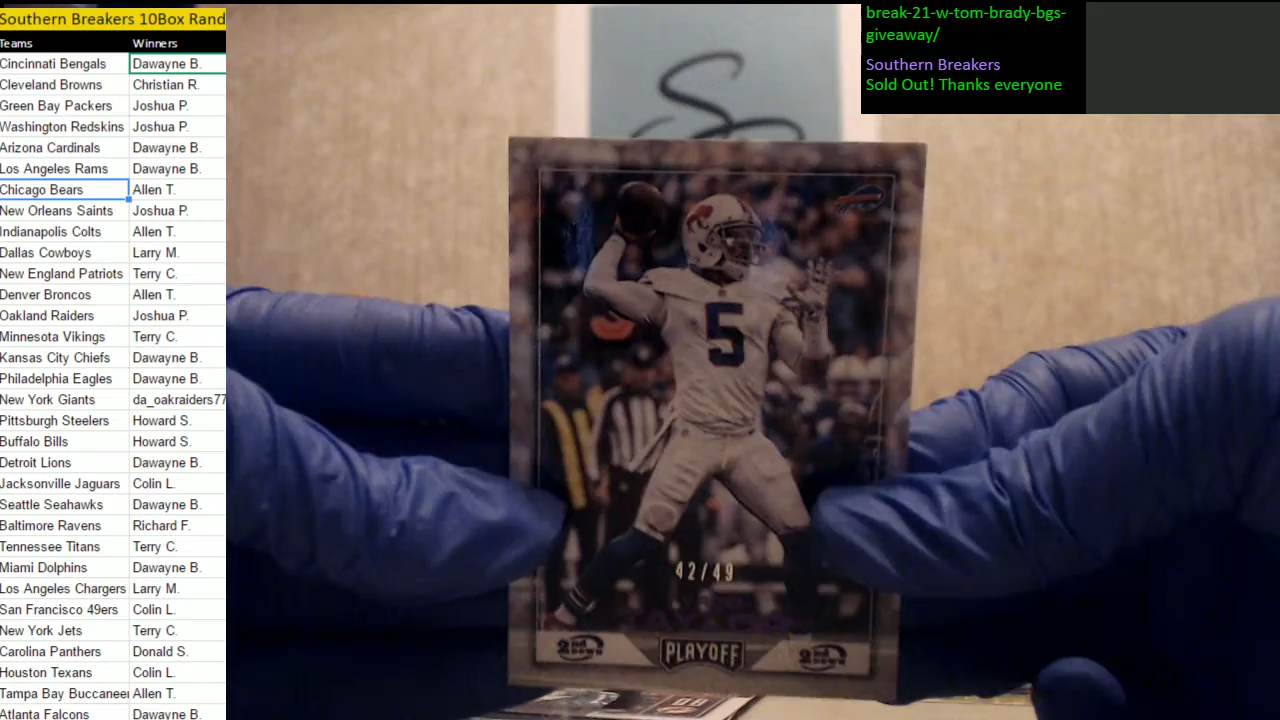 Southern Breakers 10Box Rand
Teams Winners
Cincinnati Bengals Dawayne B.
Cleveland Browns Christian R.
Green Bay Packers Joshua P.
Washington Redskins Joshua P.
Arizona Cardinals Dawayne B.
Los Angeles Rams Dawayne B.
Chicago Bears Allen T.
New Orleans Saints Joshua P.
Indianapolis Colts Allen T.
Dallas Cowboys Larry M.
New England Patriots Terry C.
Denver Broncos Allen T.
Oakland Raiders Joshua P.
Minnesota Vikings Terry C.
Kansas City Chiefs Dawayne B.
Philadelphia Eagles Dawayne B.
New York Giants da_oakraiders77
Pittsburgh Steelers Howard S.
Buffalo Bills Howard S.
Detroit Lions Dawayne B.
Jacksonville Jaguars Colin L.
Seattle Seahawks Dawayne B.
Baltimore Ravens Richard F.
Tennessee Titans Terry C.
Miami Dolphins Dawayne B.
Los Angeles Chargers Larry M.
San Francisco 49ers Colin L.
New York Jets Terry C.
Carolina Panthers Donald S.
Houston Texans Colin L.
Tampa Bay Buccanee Allen T.
Atlanta Falcons Dawayne B.
break-21-w-tom-brady-bgs-
giveaway/
Southern Breakers
Sold Out! Thanks everyone
5
42/49
2nd Down PLAYOFF 2nd Down